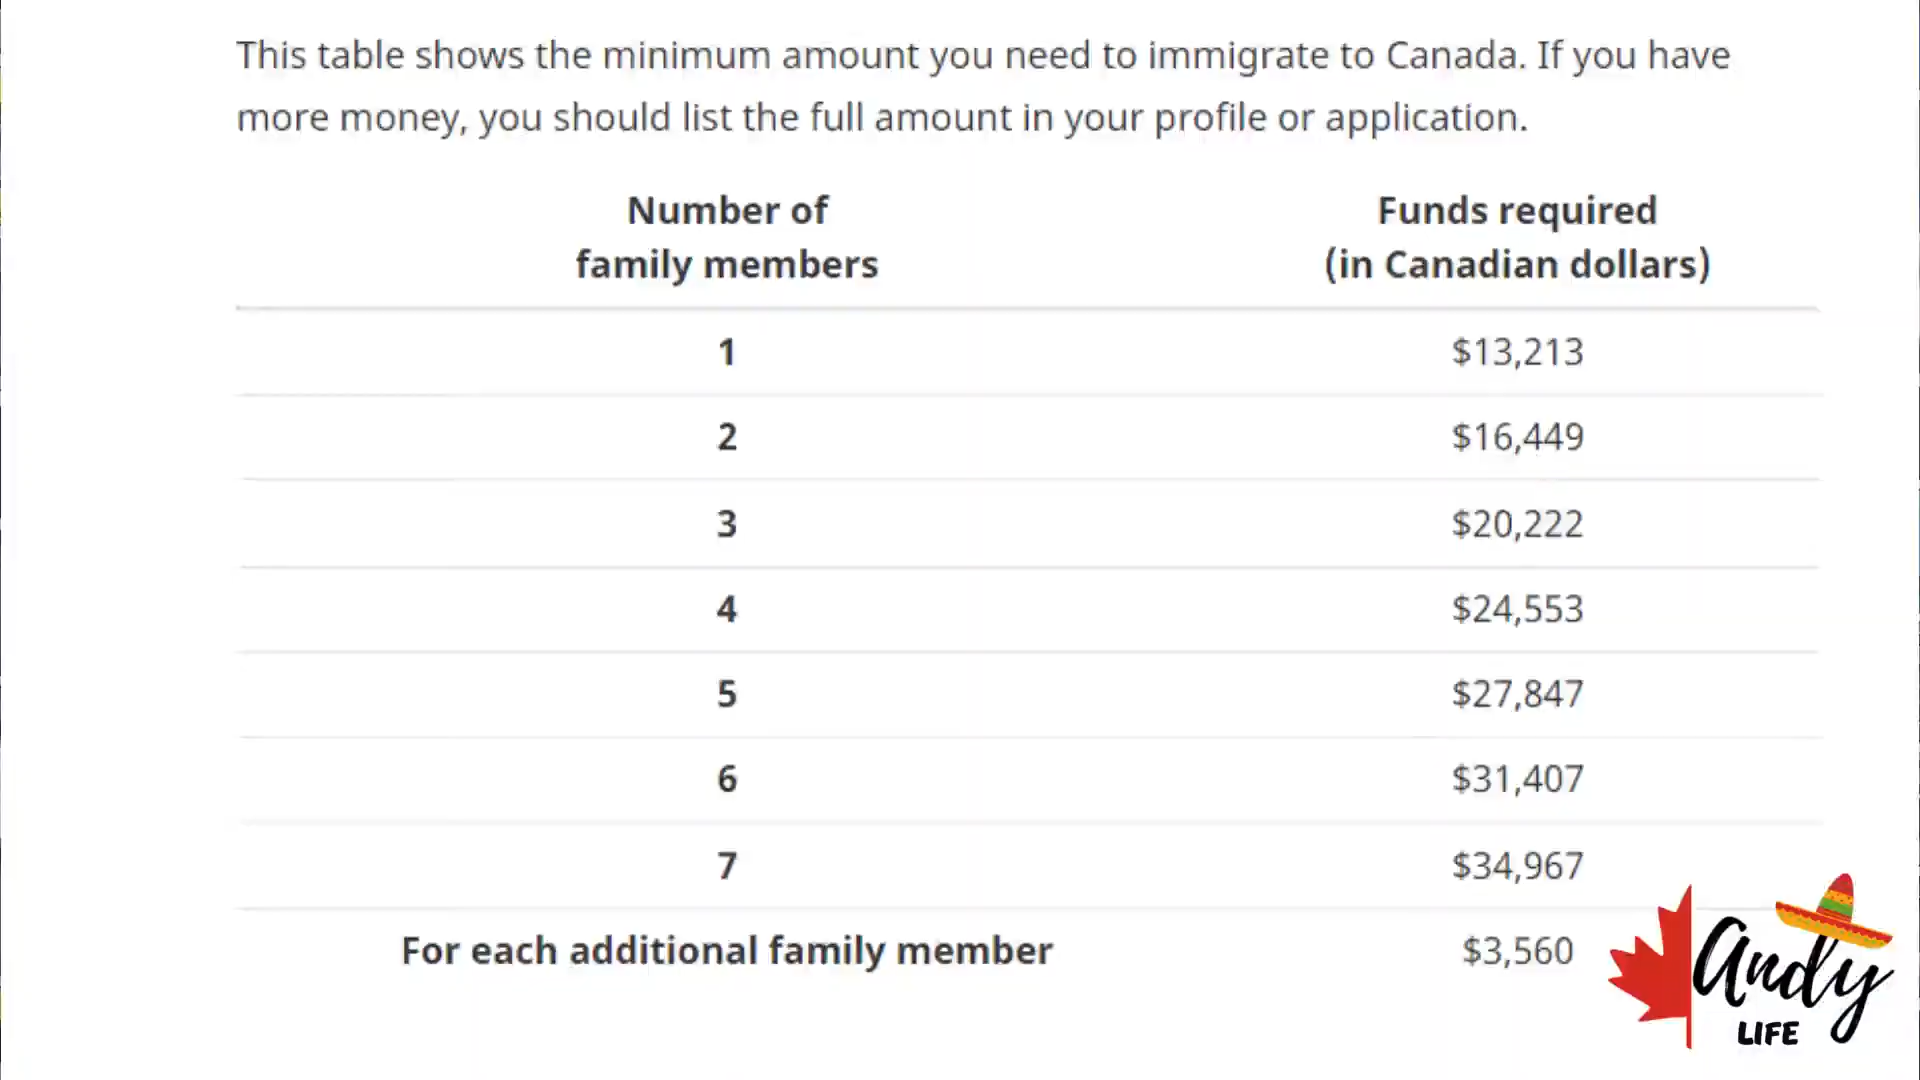 This table shows the minimum amount you need to immigrate to Canada. If you have
more money, you should list the full amount in your profile or application.
Number of
family members
Funds required
(in Canadian dollars)
1 $13,213
2 $16,449
3 $20,222
4 $24,553
5 $27,847
6 $31,407
7 $34,967
For each additional family member $3,560
Andy
LIFE